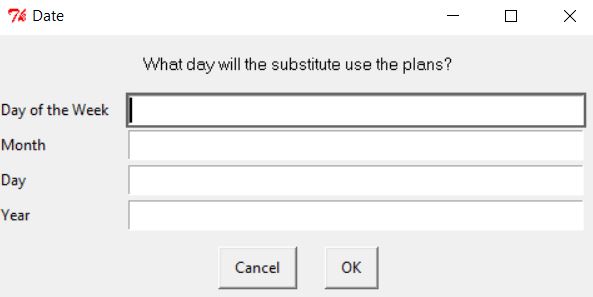 Date
What day will the substitute use the plans?
Day of the Week
Month
Day
Year
Cancel OK